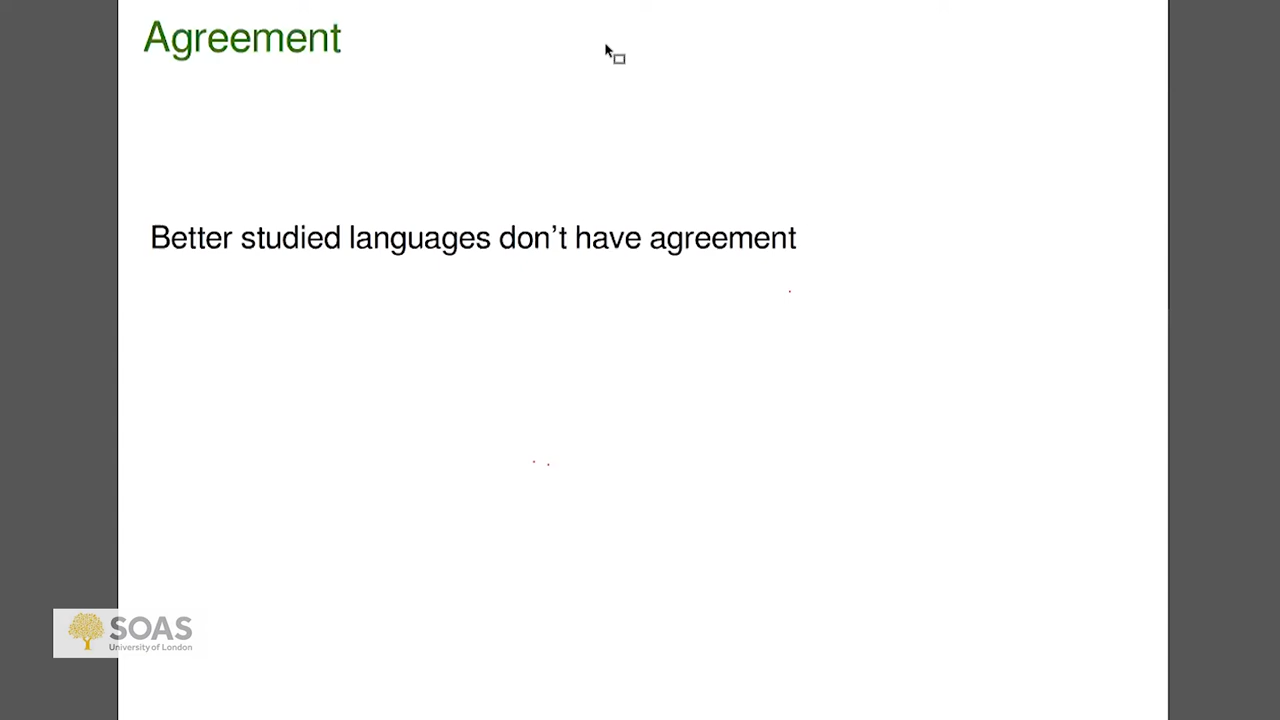 Agreement
Better studied languages don’t have agreement
SOAS
University of London